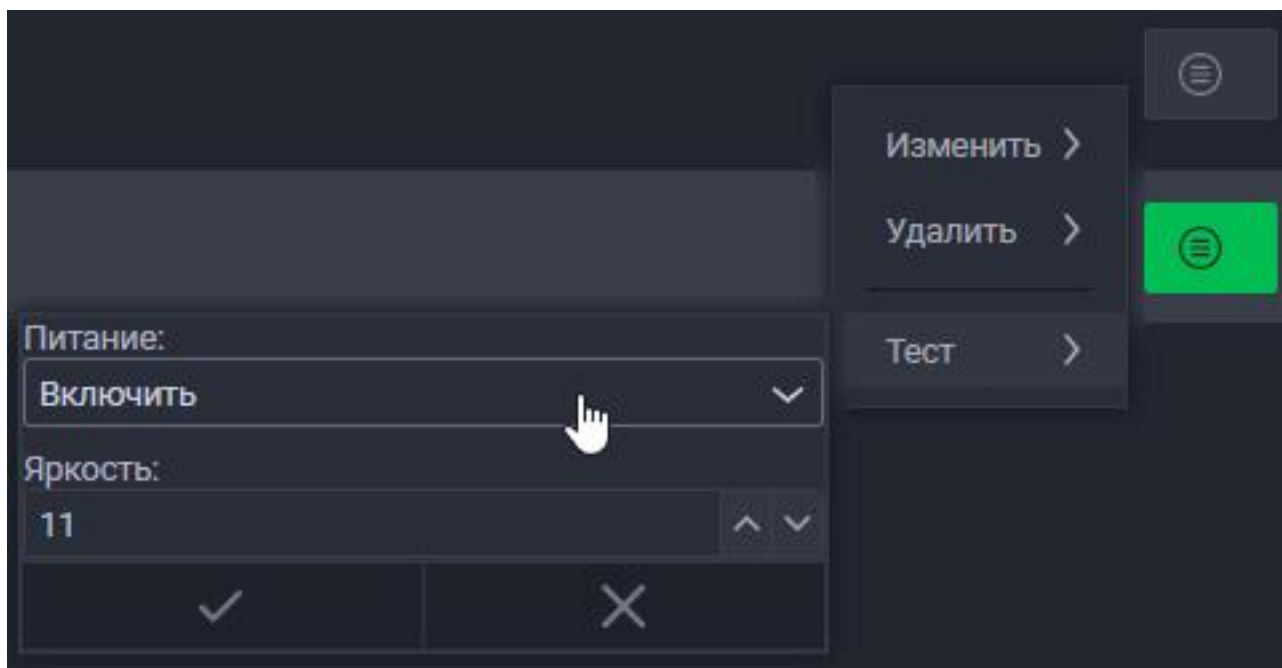 Изменить
Удалить
Тест
Питание:
Включить
Яркость:
11